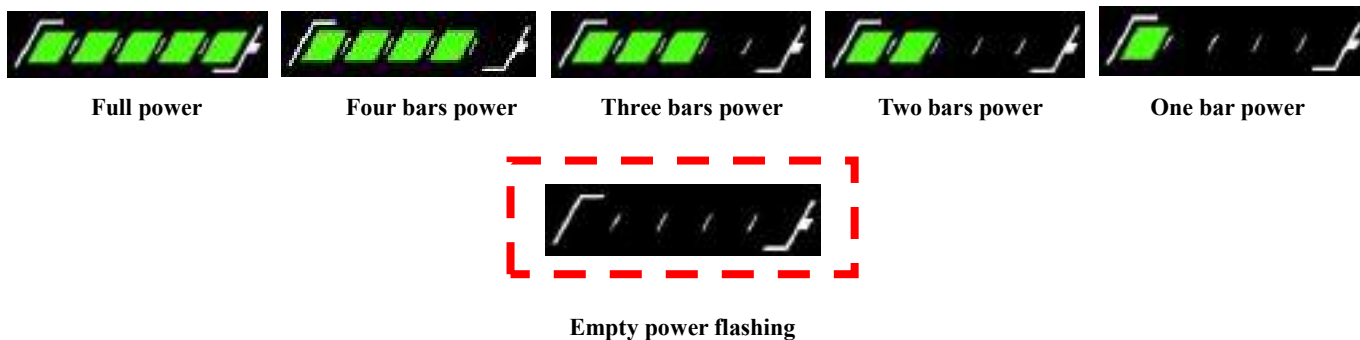 Full power
Four bars power
Three bars power
Two bars power
One bar power
Empty power flashing